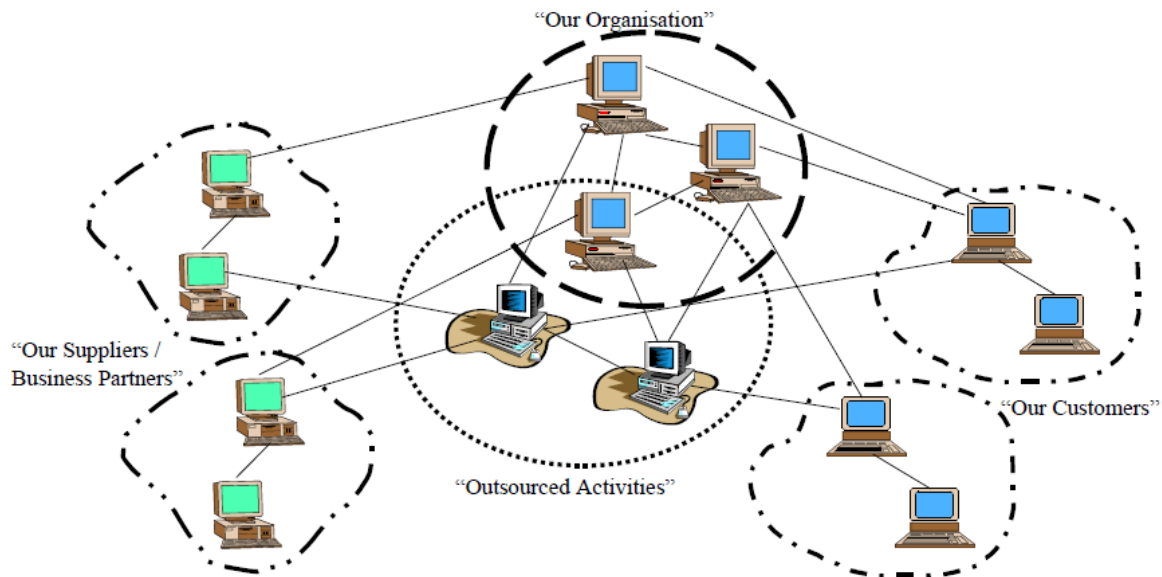 “Our Organisation”
“Our Suppliers /
Business Partners”
“Our Customers”
“Outsourced Activities”